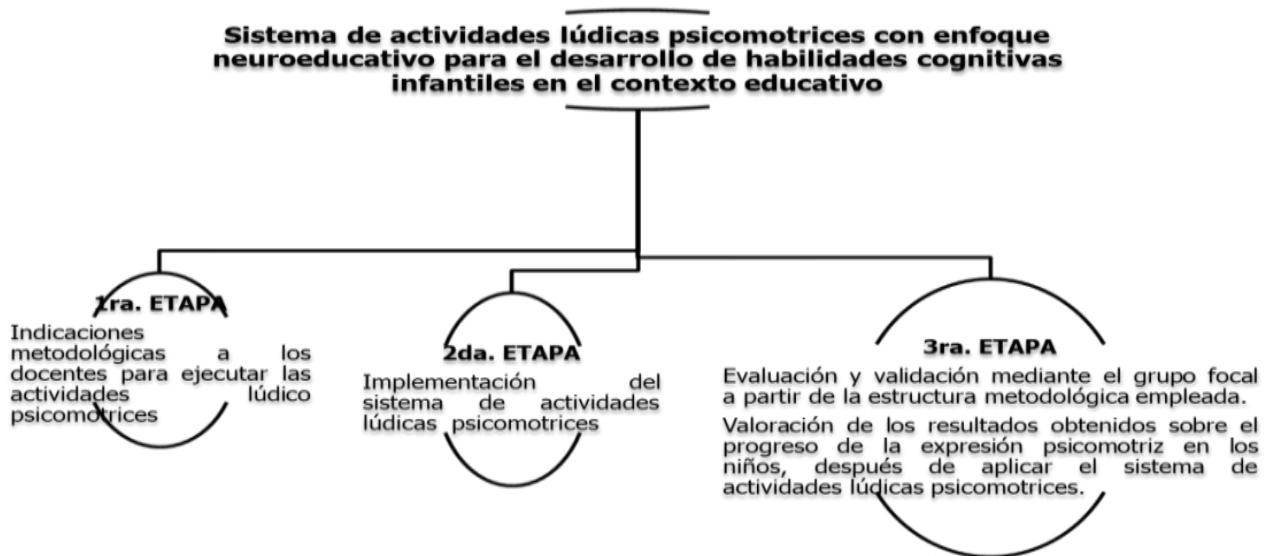 Sistema de actividades lúdicas psicomotrices con enfoque
neuroeducativo para el desarrollo de habilidades cognitivas
infantiles en el contexto educativo
1ra. ETAPA
Indicaciones
metodológicas a los
docentes para ejecutar las
actividades lúdico
psicomotrices
2da. ETAPA
Implementación del
sistema de actividades
lúdicas psicomotrices
3ra. ETAPA
Evaluación y validación mediante el grupo focal
a partir de la estructura metodológica empleada.
Valoración de los resultados obtenidos sobre el
progreso de la expresión psicomotriz en los
niños, después de aplicar el sistema de
actividades lúdicas psicomotrices.